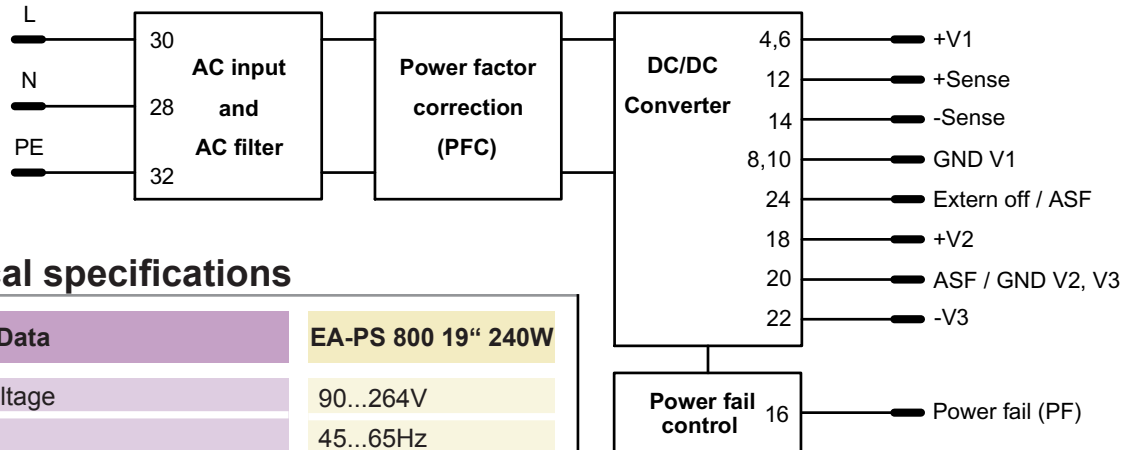 L
30
N
28
PE
32
AC input
and
AC filter
Power factor
correction
(PFC)
DC/DC
Converter
4,6 +V1
12 +Sense
14 -Sense
8,10 GND V1
24 Extern off / ASF
18 +V2
20 ASF / GND V2, V3
22 -V3
Power fail
control
16 Power fail (PF)
al specifications
Data EA-PS 800 19“ 240W
ltage 90...264V
45...65Hz